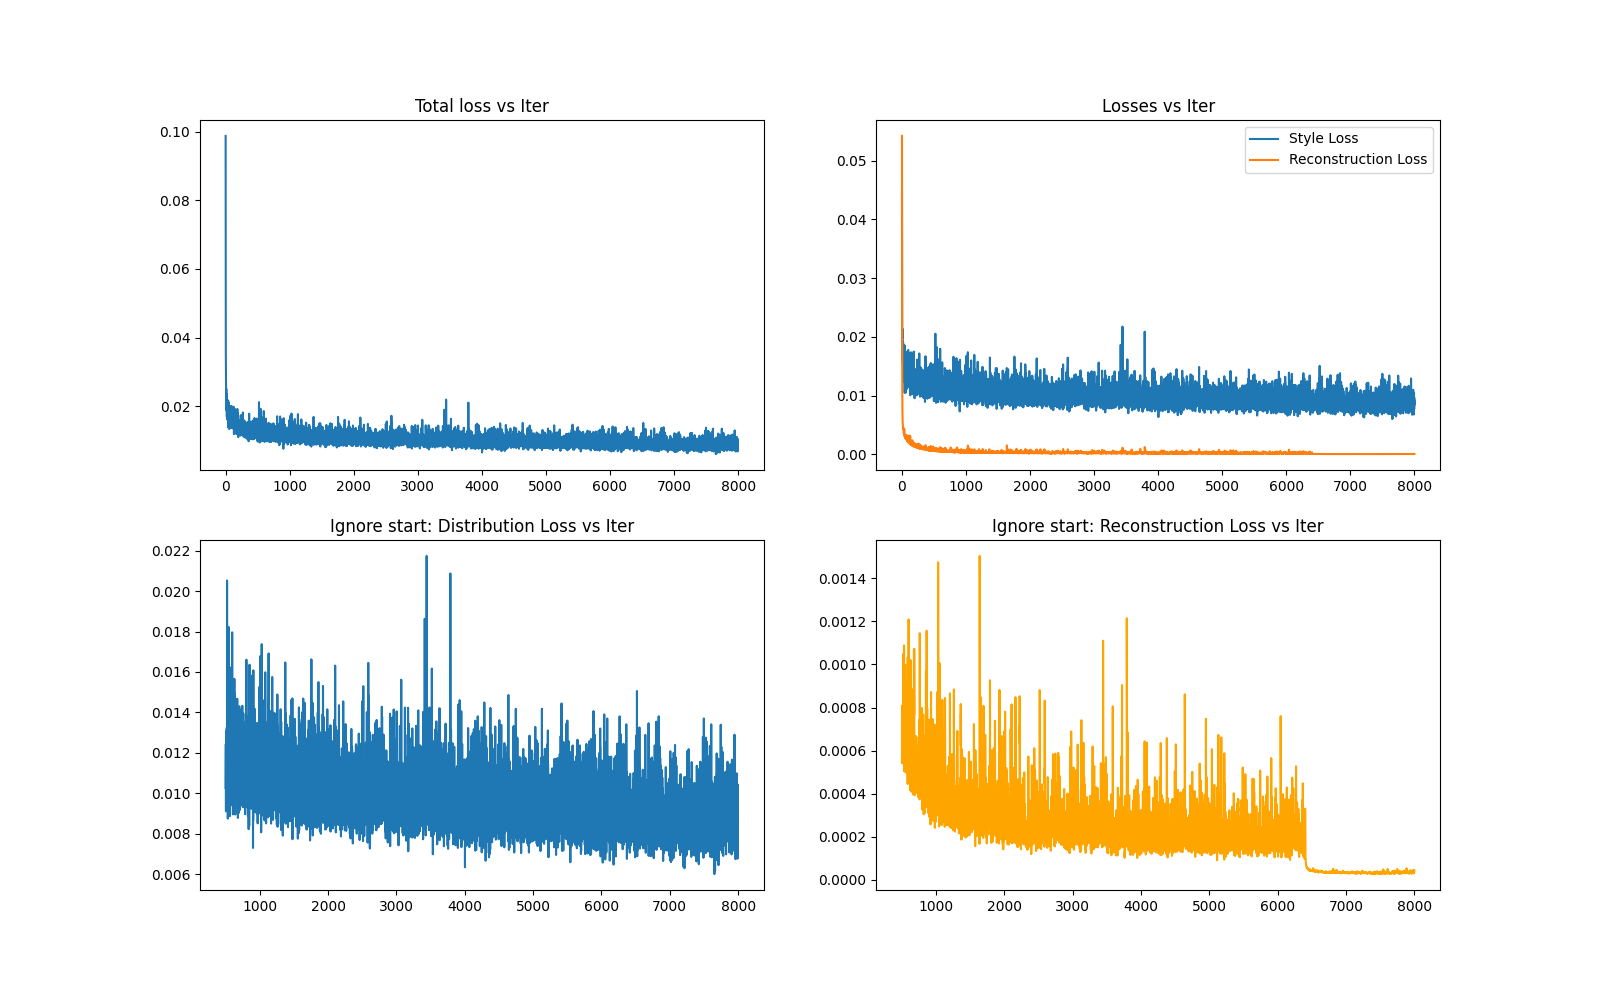 Total loss vs Iter
0.10
0.08
0.06
0.04
0.02
0 1000 2000 3000 4000 5000 6000 7000 8000
Losses vs Iter
Style Loss
Reconstruction Loss
0.05
0.04
0.03
0.02
0.01
0.00
0 1000 2000 3000 4000 5000 6000 7000 8000
Ignore start: Distribution Loss vs Iter
0.022
0.020
0.018
0.016
0.014
0.012
0.010
0.008
0.006
1000 2000 3000 4000 5000 6000 7000 8000
Ignore start: Reconstruction Loss vs Iter
0.0014
0.0012
0.0010
0.0008
0.0006
0.0004
0.0002
0.0000
1000 2000 3000 4000 5000 6000 7000 8000